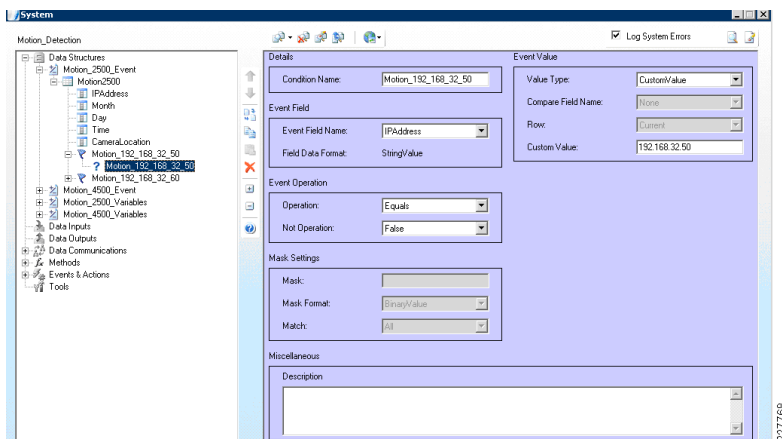 System
Motion_Detection
Log System Errors
Data Structures
Motion_2500_Event
Motion2500
IPAddress
Month
Day
Time
CameraLocation
Motion_192_168_32_50
? Motion_192_168_32_50
Motion_192_168_32_60
Motion_4500_Event
Motion_2500_Variables
Motion_4500_Variables
Data Inputs
Data Outputs
Data Communications
Methods
Events & Actions
Tools
Details
Condition Name: Motion_192_168_32_50
Event Field
Event Field Name: IPAddress
Field Data Format: StringValue
Event Operation
Operation: Equals
Not Operation: False
Mask Settings
Mask:
Mask Format: BinaryValue
Match: All
Miscellaneous
Description
Event Value
Value Type: CustomValue
Compare Field Name: None
Row: Current
Custom Value: 192.168.32.50